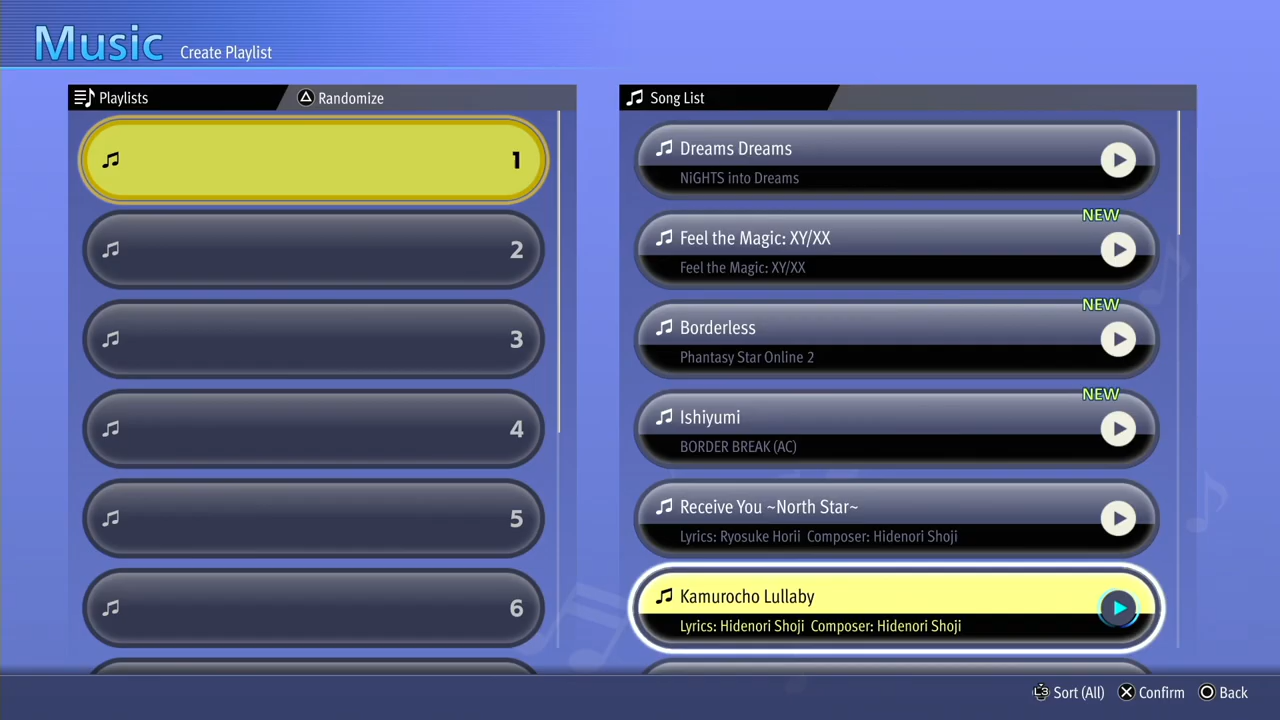 Music Create Playlist
Playlists
Randomize
1
2
3
4
5
6
Song List
Dreams Dreams
NiGHTS into Dreams
NEW
Feel the Magic: XY/XX
Feel the Magic: XY/XX
NEW
Borderless
Phantasy Star Online 2
NEW
Ishiyumi
BORDER BREAK (AC)
Receive You ~North Star~
Lyrics: Ryosuke Horii Composer: Hidenori Shoji
Kamurocho Lullaby
Lyrics: Hidenori Shoji Composer: Hidenori Shoji
L3 Sort (All) Confirm Back